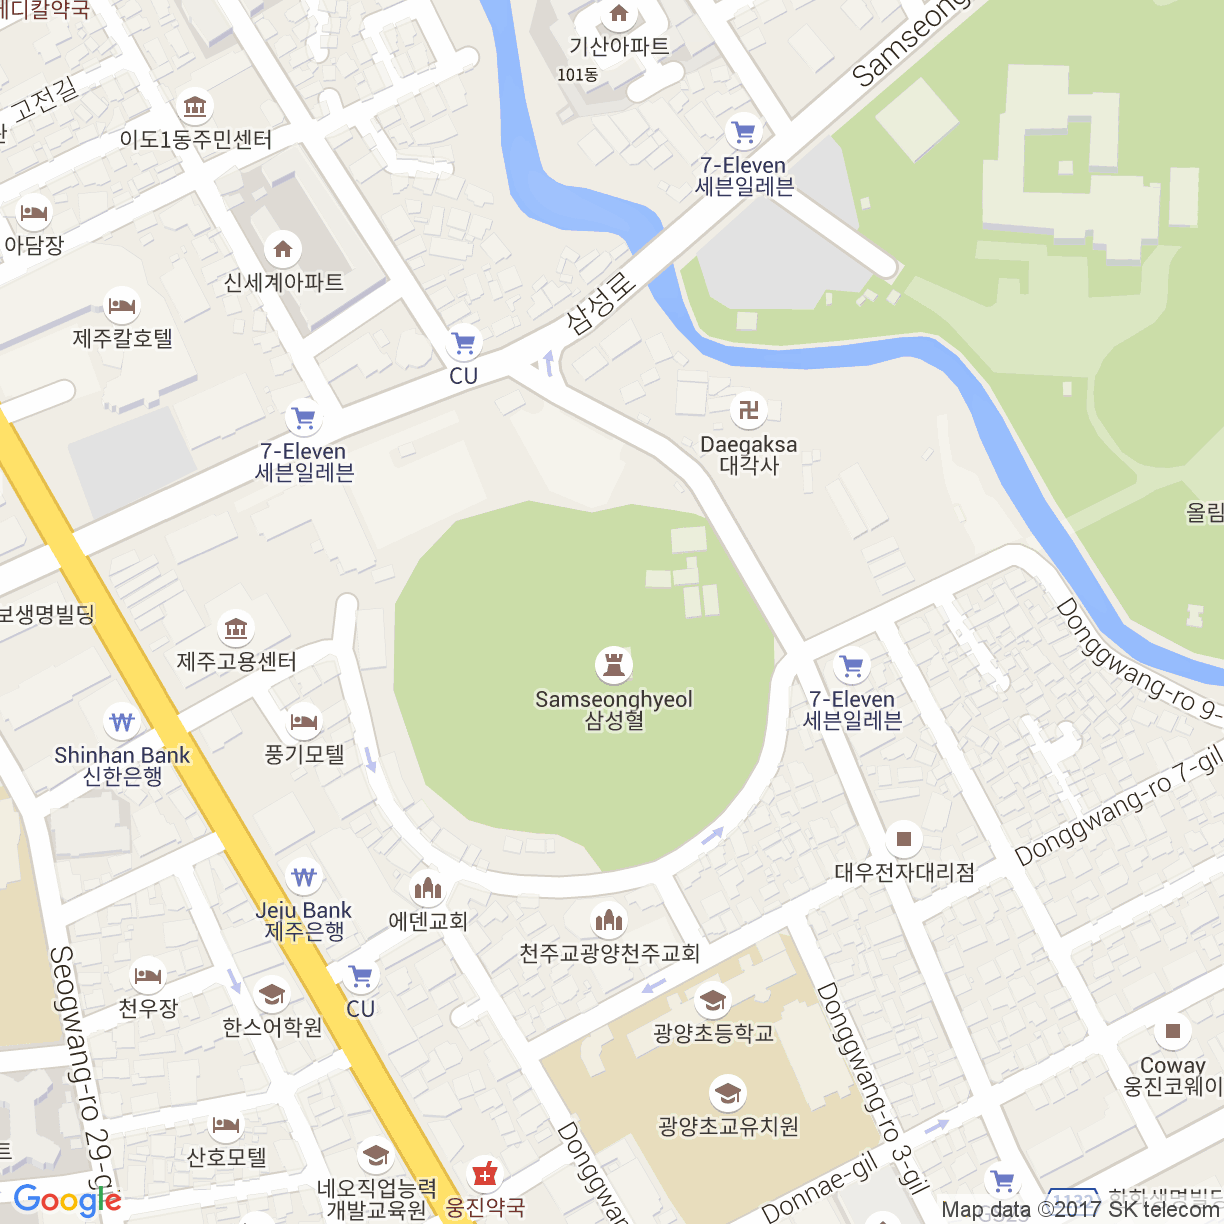 메디칼약국
기산아파트
101동
Samseong
고전길
이도1동주민센터
7-Eleven
세븐일레븐
아담장
신세계아파트
삼성로
제주칼호텔
CU
7-Eleven
세븐일레븐
Daegaksa
대각사
올림
보생명빌딩
제주고용센터
Donggwang-ro 9-
Samseonghyeol
삼성혈
7-Eleven
세븐일레븐
풍기모텔
Shinhan Bank
신한은행
Donggwang-ro 7-gil
대우전자대리점
Jeju Bank
제주은행
에덴교회
천주교광양천주교회
Seogwang-ro 29-g
천우장
한스어학원
CU
광양초등학교
Donggwang-ro 3-gil
Coway
웅진코웨이
광양초교유치원
산호모텔
Donggwan
Donnae-gil
네오직업능력
개발교육원
웅진약국
트
Google
GS25
1132
한화생명빌딩
Map data ©2017 SK telecom